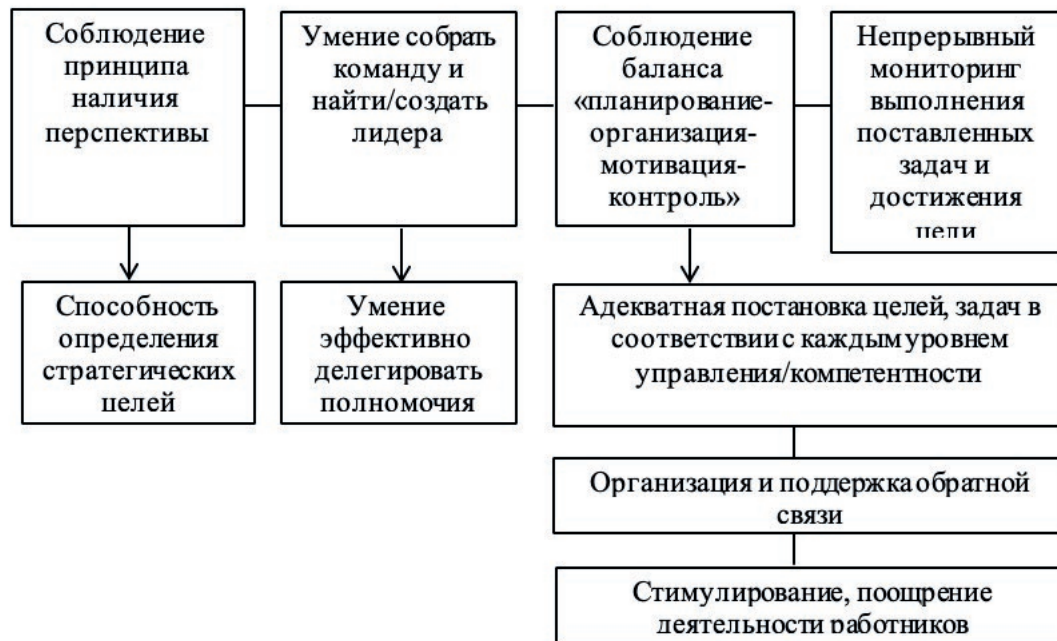 Соблюдение
принципа
наличия
перспективы
Умение собрать
команду и
найти/создать
лидера
Соблюдение
баланса
«планирование-
организация-
мотивация-
контроль»
Непрерывный
мониторинг
выполнения
поставленных
задач и
достижения
цели
Способность
определения
стратегических
целей
Умение
эффективно
делегировать
полномочия
Адекватная постановка целей, задач в
соответствии с каждым уровнем
управления/компетентности
Организация и поддержка обратной
связи
Стимулирование, поощрение
деятельности работников